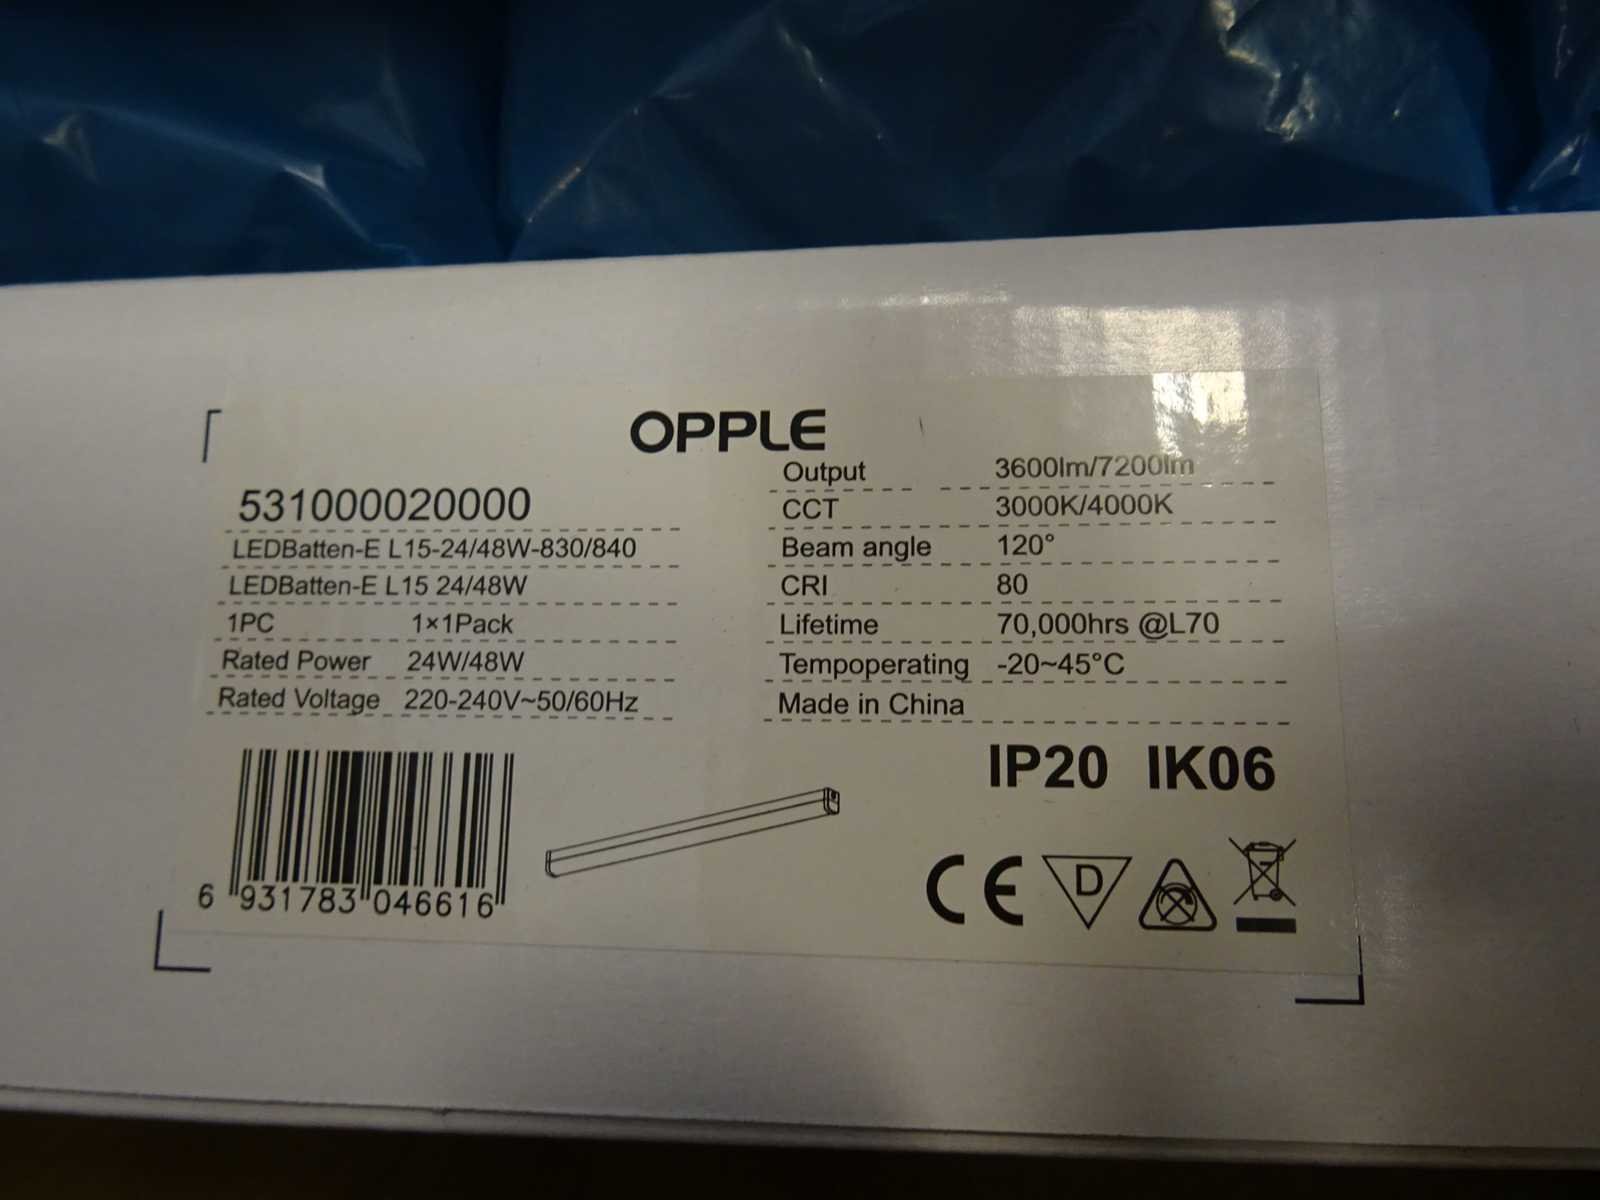 OPPLE
531000020000
LEDBatten-E L15-24/48W-830/840
LEDBatten-E L15 24/48W
1PC 1×1Pack
Rated Power 24W/48W
Rated Voltage 220-240V~50/60Hz
Output 3600lm/7200lm
CCT 3000K/4000K
Beam angle 120°
CRI 80
Lifetime 70,000hrs @L70
Tempoperating -20~45°C
Made in China
IP20 IK06
6 931783 046616
CE D